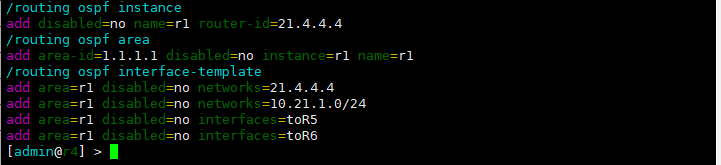 /routing ospf instance
add disabled=no name=r1 router-id=21.4.4.4
/routing ospf area
add area-id=1.1.1.1 disabled=no instance=r1 name=r1
/routing ospf interface-template
add area=r1 disabled=no networks=21.4.4.4
add area=r1 disabled=no networks=10.21.1.0/24
add area=r1 disabled=no interfaces=toR5
add area=r1 disabled=no interfaces=toR6
[admin@r4] >